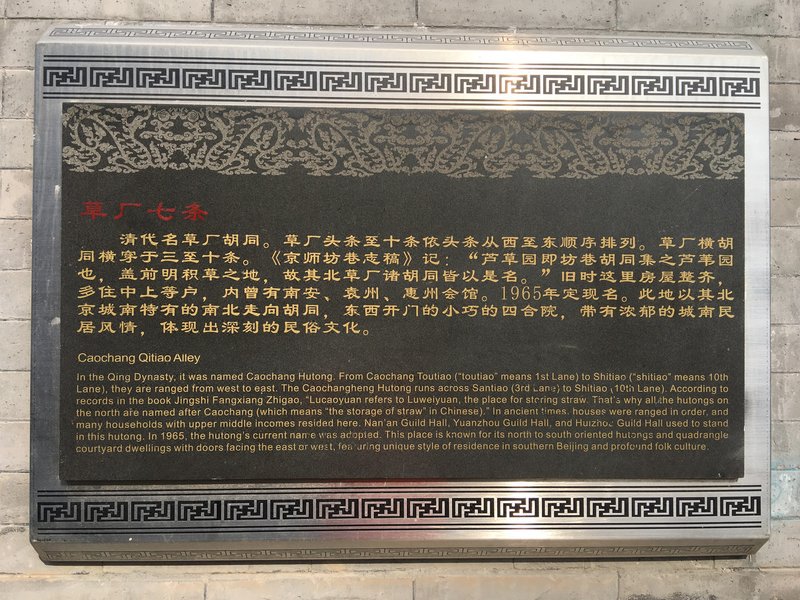 草厂七条
清代名草厂胡同。草厂头条至十条依头条从西至东顺序排列。草厂横胡
同横穿于三至十条。《京师坊巷志稿》记：“芦草园即坊巷胡同集之芦苇园
也，盖前明积草之地，故其北草厂诸胡同皆以是名。”旧时这里房屋整齐，
多住中上等户，内曾有南安、袁州、惠州会馆。1965年定现名。此地以其北
京城南特有的南北走向胡同，东西开门的小巧的四合院，带有浓郁的城南民
居风情，体现出深刻的民俗文化。
Caochang Qitiao Alley
In the Qing Dynasty, it was named Caochang Hutong. From Caochang Toutiao ("toutiao" means 1st Lane) to Shitiao ("shitiao" means 10th
Lane), they are ranged from west to east. The Caochangheng Hutong runs across Santiao (3rd Lane) to Shitiao (10th Lane). According to
records in the book Jingshi Fangxiang Zhigao, "Lucaoyuan refers to Luweiyuan, the place for storing straw. That's why all the hutongs on
the north are named after Caochang (which means "the storage of straw" in Chinese)." In ancient times, houses were ranged in order, and
many households with upper middle incomes resided here. Nan'an Guild Hall, Yuanzhou Guild Hall, and Huizhou Guild Hall used to stand
in this hutong. In 1965, the hutong's current name was adopted. This place is known for its north to south oriented hutongs and quadrangle
courtyard dwellings with doors facing the east or west, featuring unique style of residence in southern Beijing and profound folk culture.